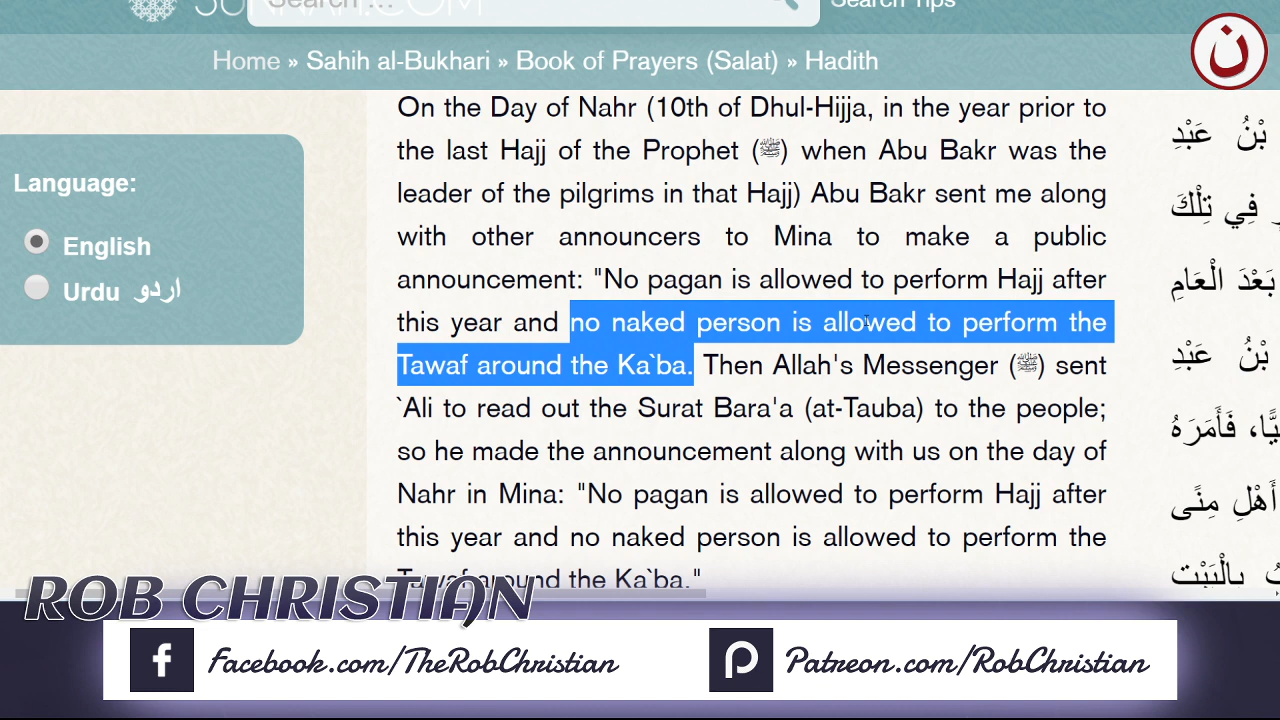 SUNNAH.COM
Search …
Search Tips
ن
Home » Sahih al-Bukhari » Book of Prayers (Salat) » Hadith
Language:
English
Urdu اردو
On the Day of Nahr (10th of Dhul-Hijja, in the year prior to
the last Hajj of the Prophet (ﷺ) when Abu Bakr was the
leader of the pilgrims in that Hajj) Abu Bakr sent me along
with other announcers to Mina to make a public
announcement: "No pagan is allowed to perform Hajj after
this year and no naked person is allowed to perform the
Tawaf around the Ka`ba. Then Allah's Messenger (ﷺ) sent
`Ali to read out the Surat Bara'a (at-Tauba) to the people;
so he made the announcement along with us on the day of
Nahr in Mina: "No pagan is allowed to perform Hajj after
this year and no naked person is allowed to perform the
Tawaf around the Ka`ba."
بْنُ عَبْدِ
فِي تِلْكَ
بَعْدَ الْعَامِ
بْنُ عَبْدِ
فَأَمَرَهُ
أَهْلِ مِنًى
بِالْبَيْتِ
ROB CHRISTIAN
f Facebook.com/TheRobChristian
Patreon.com/RobChristian